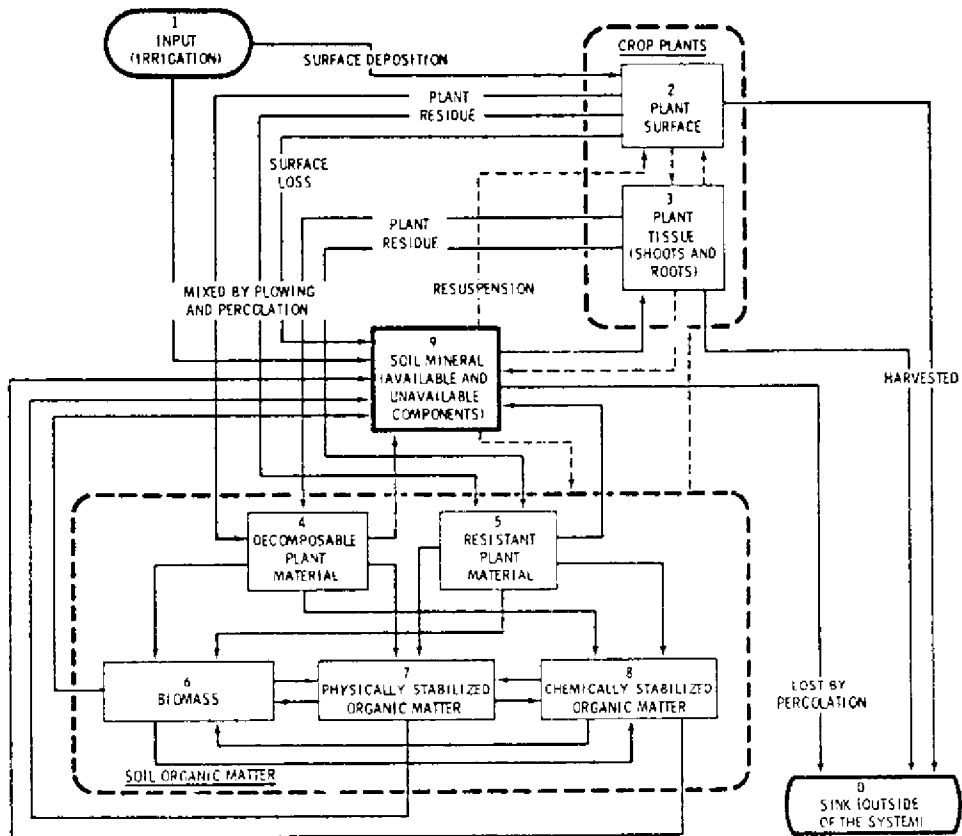 1
INPUT
(IRRIGATION)
SURFACE DEPOSITION
CROP PLANTS
2
PLANT
SURFACE
PLANT
RESIDUE
SURFACE
LOSS
3
PLANT
TISSUE
(SHOOTS AND
ROOTS)
PLANT
RESIDUE
MIXED BY PLOWING
AND PERCOLATION
RESUSPENSION
9
SOIL MINERAL
(AVAILABLE AND
UNAVAILABLE
COMPONENTS)
HARVESTED
4
DECOMPOSABLE
PLANT
MATERIAL
5
RESISTANT
PLANT
MATERIAL
6
BIOMASS
7
PHYSICALLY STABILIZED
ORGANIC MATTER
8
CHEMICALLY STABILIZED
ORGANIC MATTER
LOST BY
PERCOLATION
SOIL ORGANIC MATTER
0
SINK (OUTSIDE
OF THE SYSTEM)